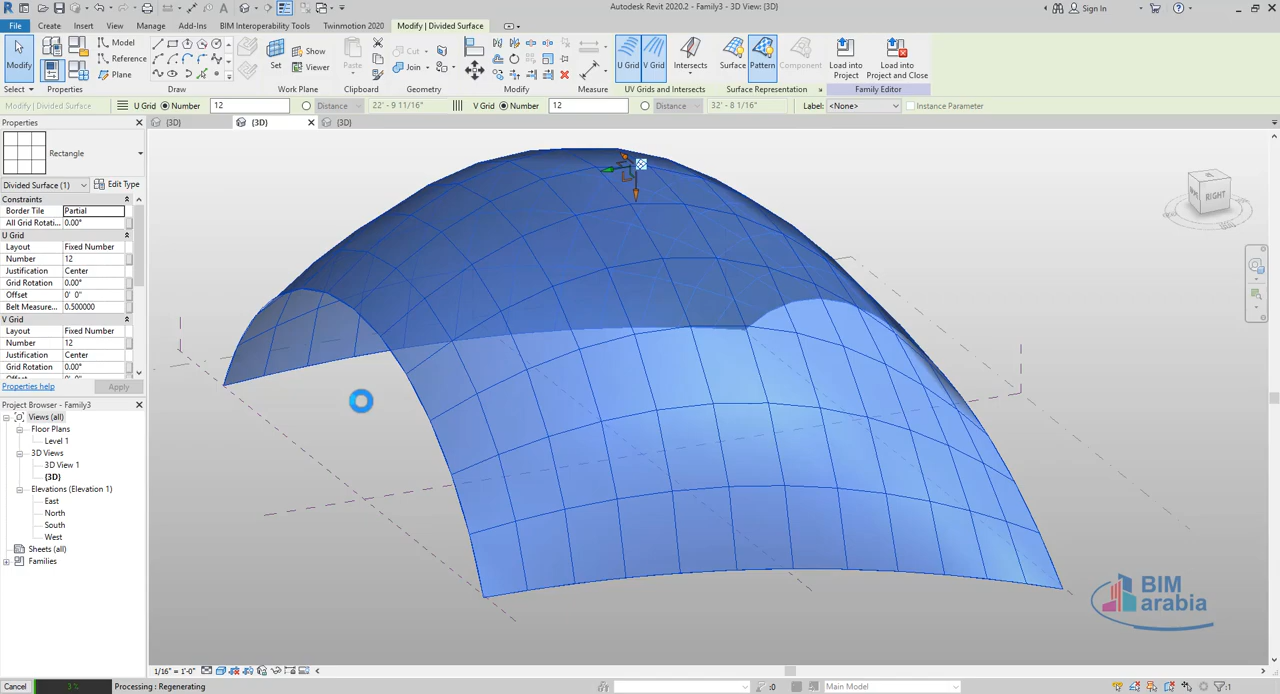 Autodesk Revit 2020.2 - Family3 - 3D View: {3D}
Sign In
File Create Insert View Manage Add-Ins BIM Interoperability Tools Twinmotion 2020 Modify | Divided Surface
Modify
Model
Reference
Plane
Set
Show
Viewer
Paste
Cut
Join
U Grid
V Grid
Intersects
Surface
Pattern
Component
Load into
Project
Load into
Project and Close
Select Properties Draw Work Plane Clipboard Geometry Modify Measure UV Grids and Intersects Surface Representation Family Editor
Modify | Divided Surface U Grid Number 12 Distance 22' - 9 11/16" V Grid Number 12 Distance 32' - 8 1/16" Label: <None> Instance Parameter
Properties
{3D} {3D} {3D}
Rectangle
Divided Surface (1) Edit Type
Constraints
Border Tile Partial
All Grid Rotati... 0.00°
U Grid
Layout Fixed Number
Number 12
Justification Center
Grid Rotation 0.00°
Offset 0' 0"
Belt Measure... 0.500000
V Grid
Layout Fixed Number
Number 12
Justification Center
Grid Rotation 0.00°
Properties help Apply
Project Browser - Family3
Views (all)
Floor Plans
Level 1
3D Views
3D View 1
{3D}
Elevations (Elevation 1)
East
North
South
West
Sheets (all)
Families
RIGHT
BIM
arabia
1/16" = 1'-0"
Cancel 3 % Processing : Regenerating :0 Main Model :1